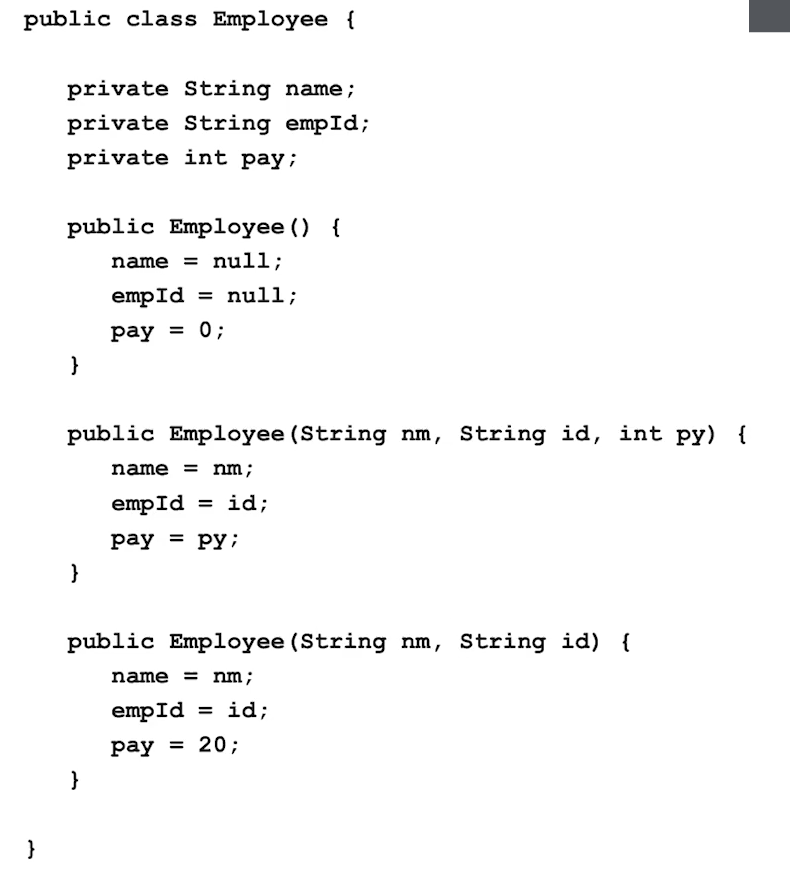 public class Employee {
private String name;
private String empId;
private int pay;
public Employee() {
name = null;
empId = null;
pay = 0;
}
public Employee(String nm, String id, int py) {
name = nm;
empId = id;
pay = py;
}
public Employee(String nm, String id) {
name = nm;
empId = id;
pay = 20;
}
}